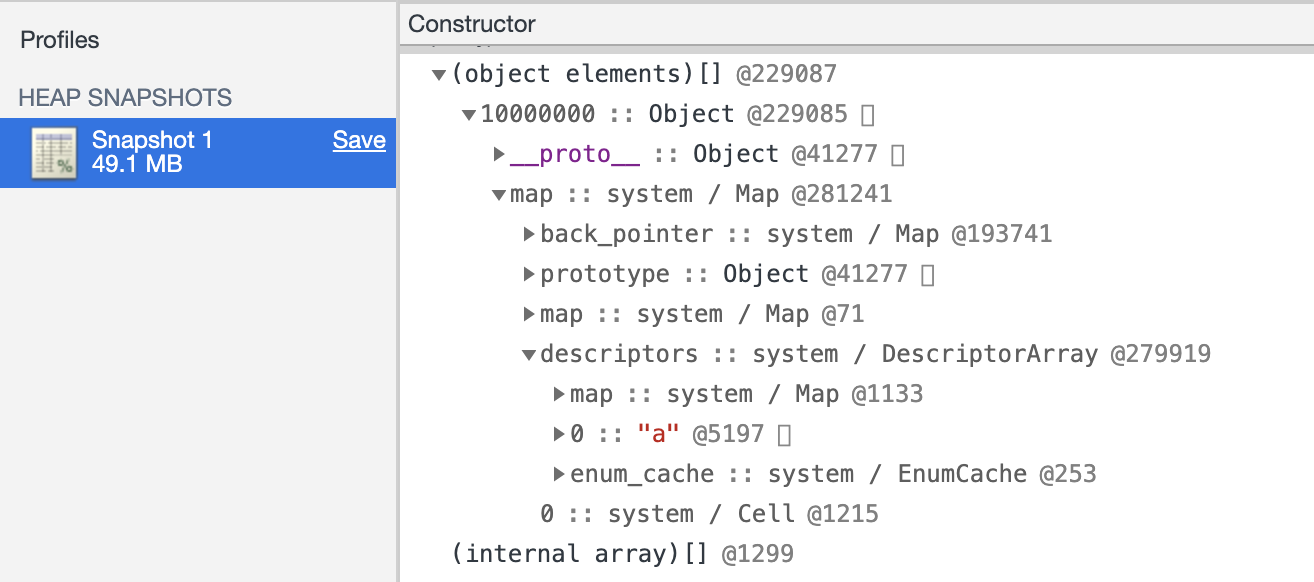 Profiles
HEAP SNAPSHOTS
Snapshot 1
Save
49.1 MB
%
Constructor
(object elements)[] @229087
10000000 :: Object @229085
__proto__ :: Object @41277
map :: system / Map @281241
back_pointer :: system / Map @193741
prototype :: Object @41277
map :: system / Map @71
descriptors :: system / DescriptorArray @279919
map :: system / Map @1133
0 :: "a" @5197
enum_cache :: system / EnumCache @253
0 :: system / Cell @1215
(internal array)[] @1299